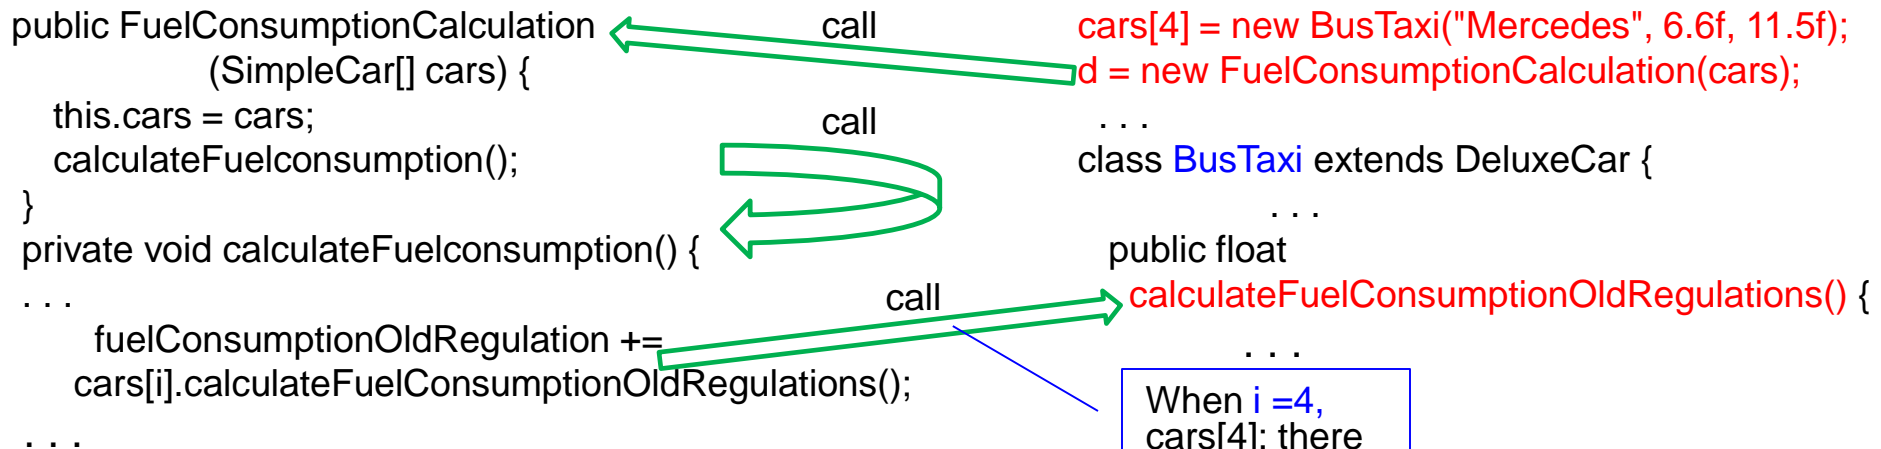 public FuelConsumptionCalculation
(SimpleCar[] cars) {
this.cars = cars;
calculateFuelconsumption();
}
private void calculateFuelconsumption() {
. . .
fuelConsumptionOldRegulation +=
cars[i].calculateFuelConsumptionOldRegulations();
. . .
call
call
call
cars[4] = new BusTaxi("Mercedes", 6.6f, 11.5f);
d = new FuelConsumptionCalculation(cars);
. . .
class BusTaxi extends DeluxeCar {
. . .
public float
calculateFuelConsumptionOldRegulations() {
. . .
When i =4,
cars[4]: there